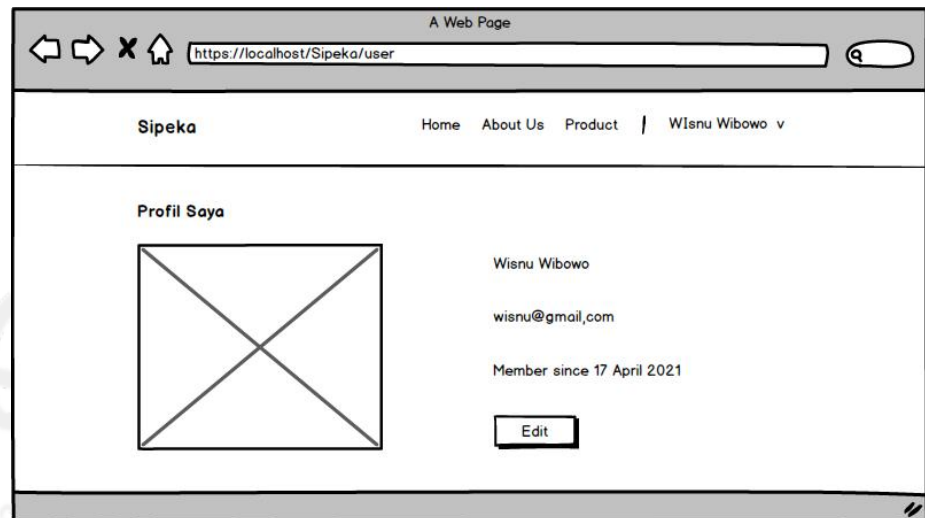 A Web Page
https://localhost/Sipeka/user
Sipeka Home About Us Product | WIsnu Wibowo v
Profil Saya
Wisnu Wibowo
wisnu@gmail,com
Member since 17 April 2021
Edit